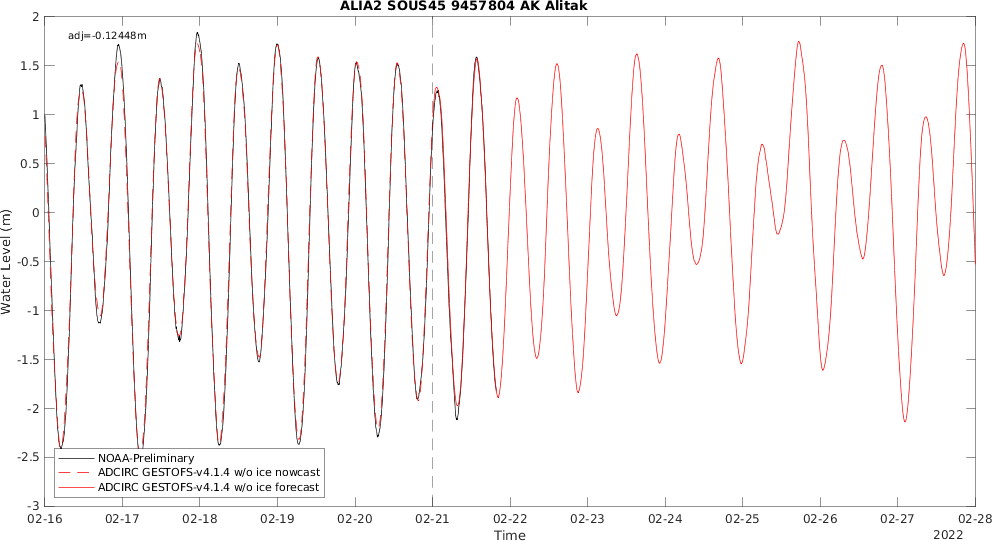 ALIA2 SOUS45 9457804 AK Alitak
adj=-0.12448m
2
1.5
1
0.5
0
-0.5
-1
-1.5
-2
-2.5
-3
Water Level (m)
NOAA-Preliminary
ADCIRC GESTOFS-v4.1.4 w/o ice nowcast
ADCIRC GESTOFS-v4.1.4 w/o ice forecast
02-16 02-17 02-18 02-19 02-20 02-21 02-22 02-23 02-24 02-25 02-26 02-27 02-28
Time
2022